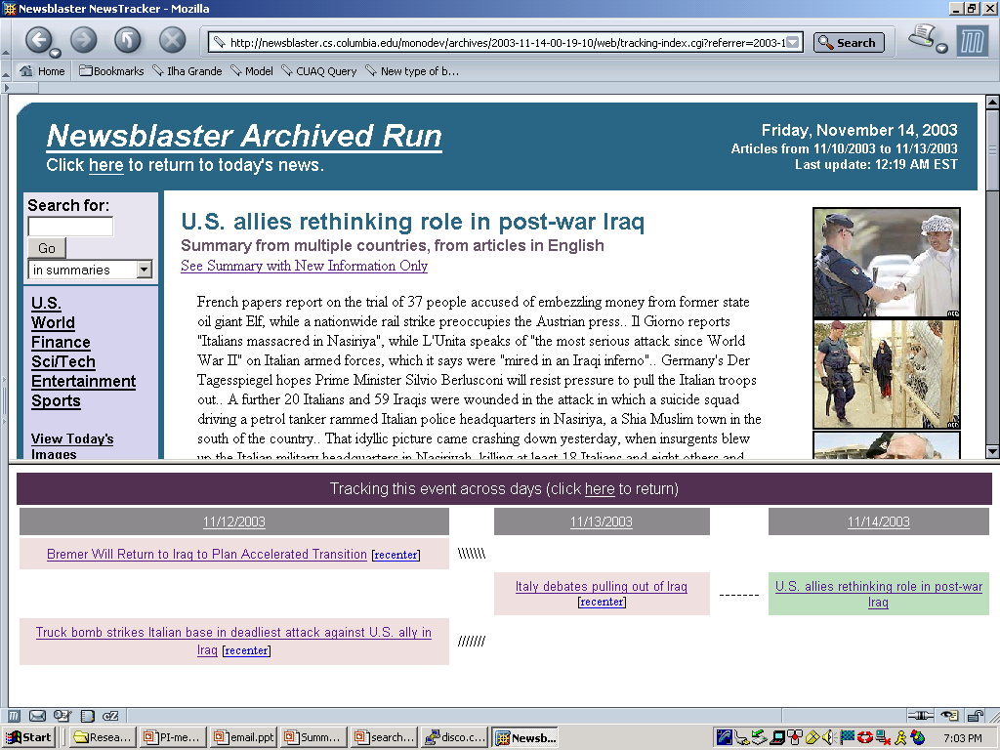 Newsblaster NewsTracker - Mozilla
http://newsblaster.cs.columbia.edu/monodev/archives/2003-11-14-00-19-10/web/tracking-index.cgi?referrer=2003-1
Search
Home Bookmarks Ilha Grande Model CUAQ Query New type of b...
Newsblaster Archived Run
Click here to return to today's news.
Friday, November 14, 2003
Articles from 11/10/2003 to 11/13/2003
Last update: 12:19 AM EST
Search for:
Go
in summaries
U.S.
World
Finance
Sci/Tech
Entertainment
Sports
View Today's
Images
U.S. allies rethinking role in post-war Iraq
Summary from multiple countries, from articles in English
See Summary with New Information Only
French papers report on the trial of 37 people accused of embezzling money from former state
oil giant Elf, while a nationwide rail strike preoccupies the Austrian press.. Il Giorno reports
"Italians massacred in Nasiriya", while L'Unita speaks of "the most serious attack since World
War II" on Italian armed forces, which it says were "mired in an Iraqi inferno".. Germany's Der
Tagesspiegel hopes Prime Minister Silvio Berlusconi will resist pressure to pull the Italian troops
out.. A further 20 Italians and 59 Iraqis were wounded in the attack in which a suicide squad
driving a petrol tanker rammed Italian police headquarters in Nasiriya, a Shia Muslim town in the
south of the country.. That idyllic picture came crashing down yesterday, when insurgents blew
up the Italian military headquarters in Nasiriyah, killing at least 18 Italians and eight others and
Tracking this event across days (click here to return)
11/12/2003 11/13/2003 11/14/2003
Bremer Will Return to Iraq to Plan Accelerated Transition [recenter] \\\\\\\
Italy debates pulling out of Iraq
[recenter]
-------
U.S. allies rethinking role in post-war
Iraq
Truck bomb strikes Italian base in deadliest attack against U.S. ally in
Iraq [recenter]
///////
Start Resea... PI-me... email.ppt Summ... search... disco.c... Newsb... 7:03 PM